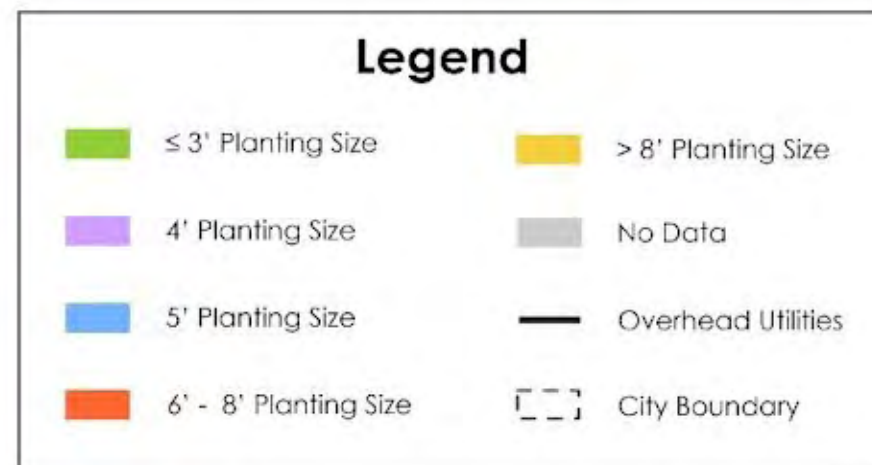 Legend
≤ 3' Planting Size
4' Planting Size
5' Planting Size
6' - 8' Planting Size
> 8' Planting Size
No Data
Overhead Utilities
City Boundary